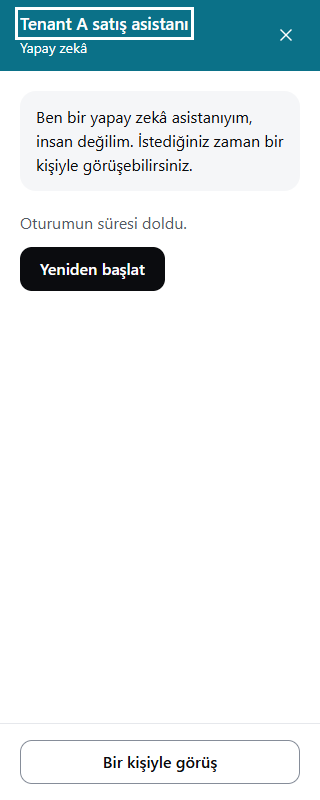 Tenant A satış asistanı
Yapay zekâ
Ben bir yapay zekâ asistanıyım,
insan değilim. İstediğiniz zaman bir
kişiyle görüşebilirsiniz.
Oturumun süresi doldu.
Yeniden başlat
Bir kişiyle görüş